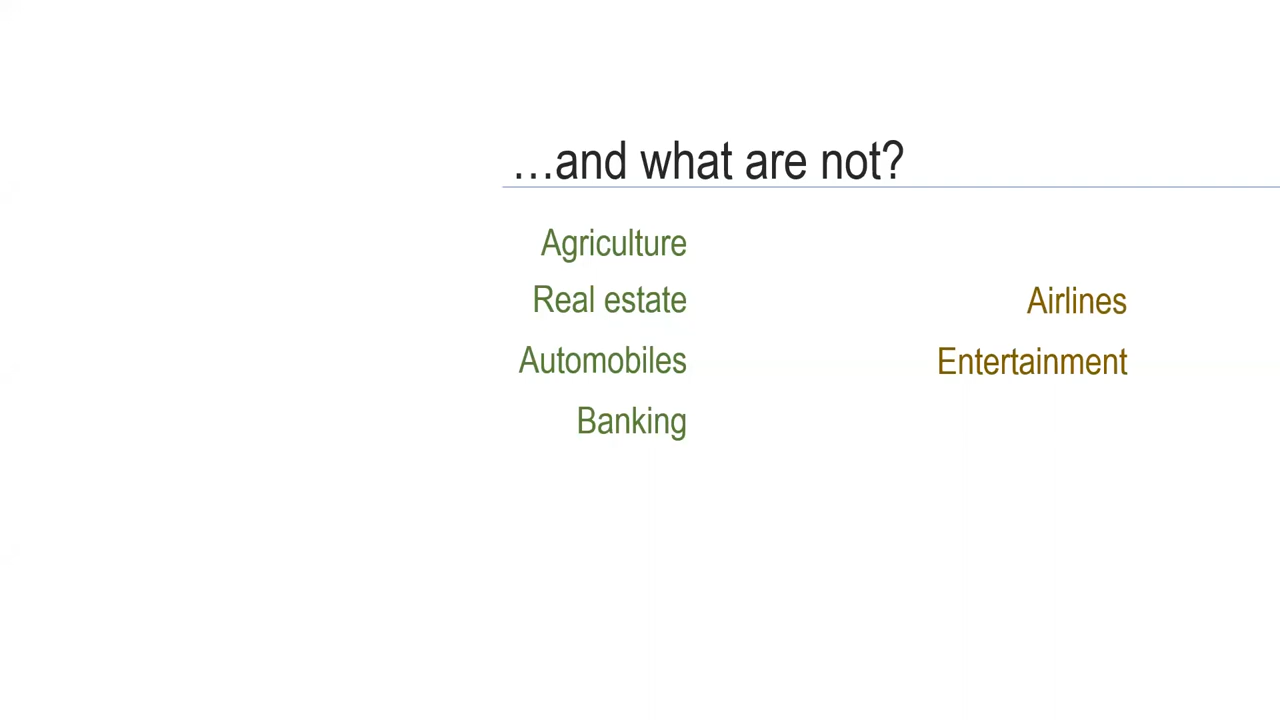 …and what are not?
Agriculture
Real estate
Automobiles
Banking
Airlines
Entertainment